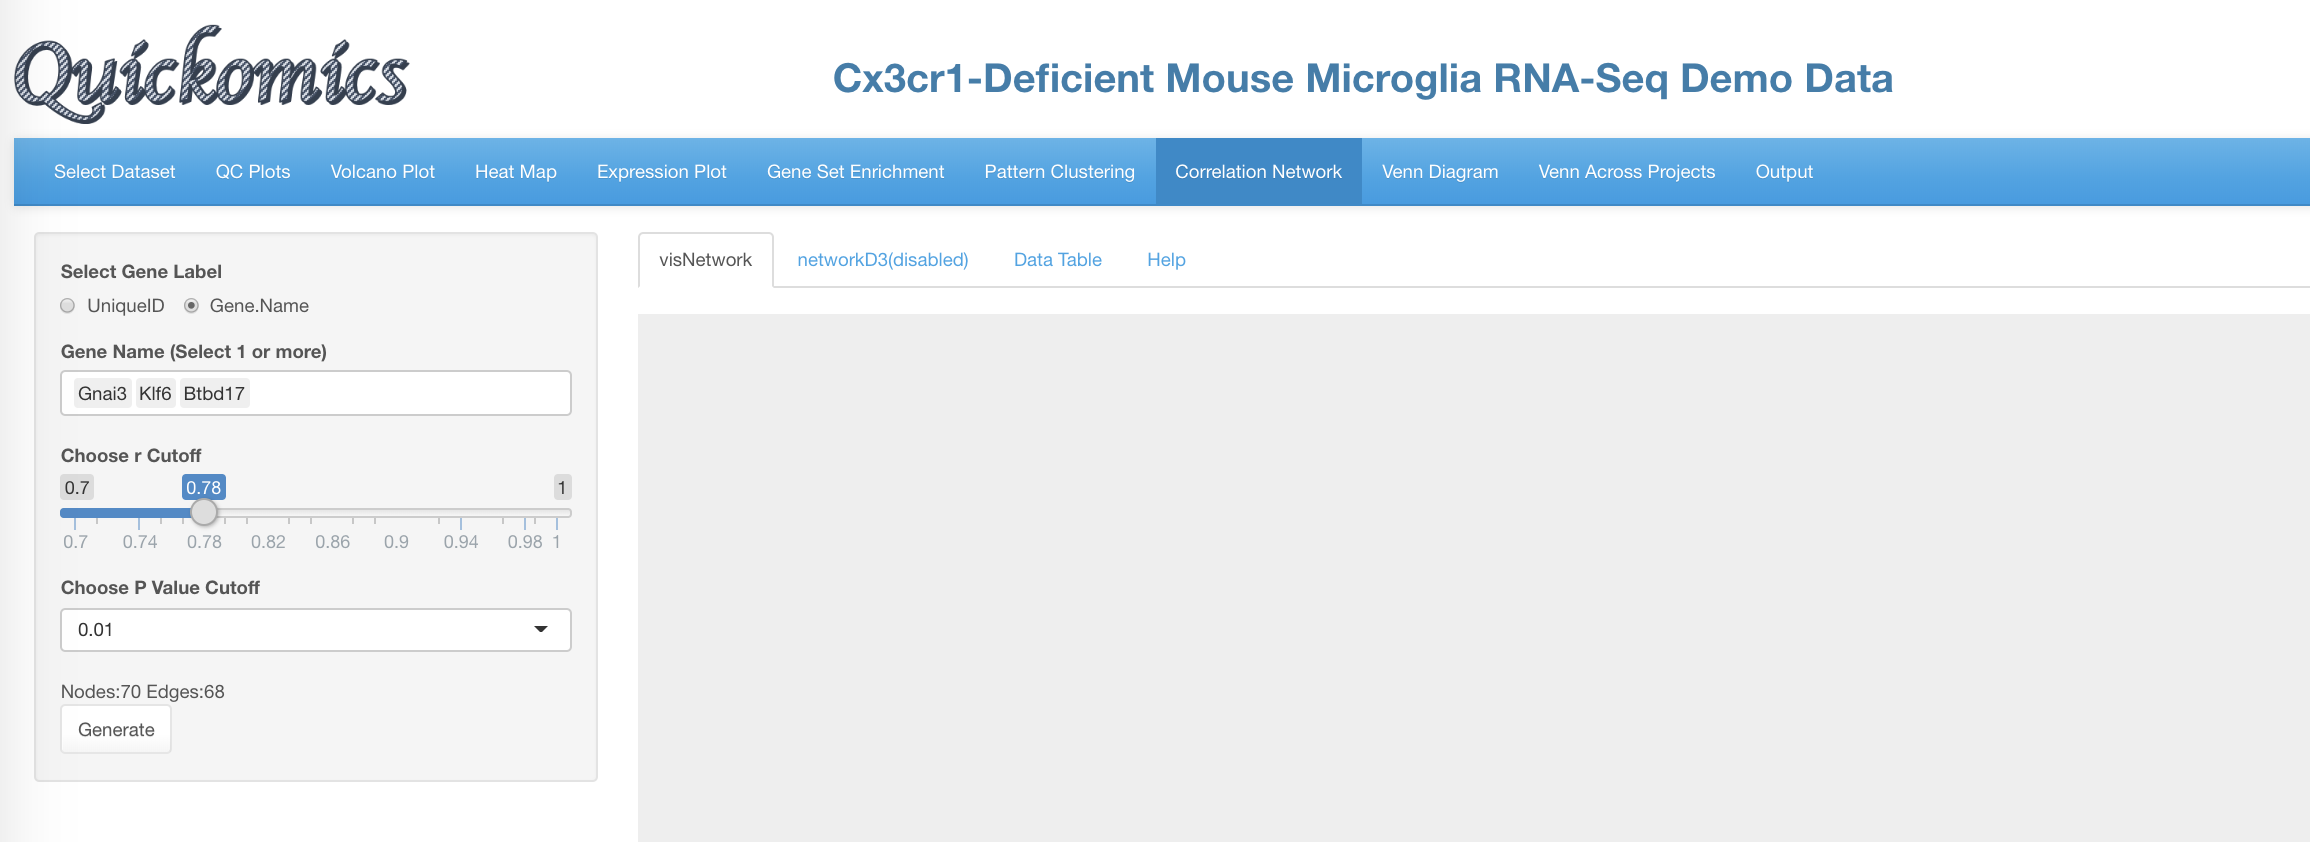 Quickomics
Cx3cr1-Deficient Mouse Microglia RNA-Seq Demo Data
Select Dataset QC Plots Volcano Plot Heat Map Expression Plot Gene Set Enrichment Pattern Clustering Correlation Network Venn Diagram Venn Across Projects Output
Select Gene Label
UniqueID Gene.Name
Gene Name (Select 1 or more)
Gnai3 Klf6 Btbd17
Choose r Cutoff
0.7 0.78 1
0.7 0.74 0.78 0.82 0.86 0.9 0.94 0.98 1
Choose P Value Cutoff
0.01
Nodes:70 Edges:68
Generate
visNetwork networkD3(disabled) Data Table Help